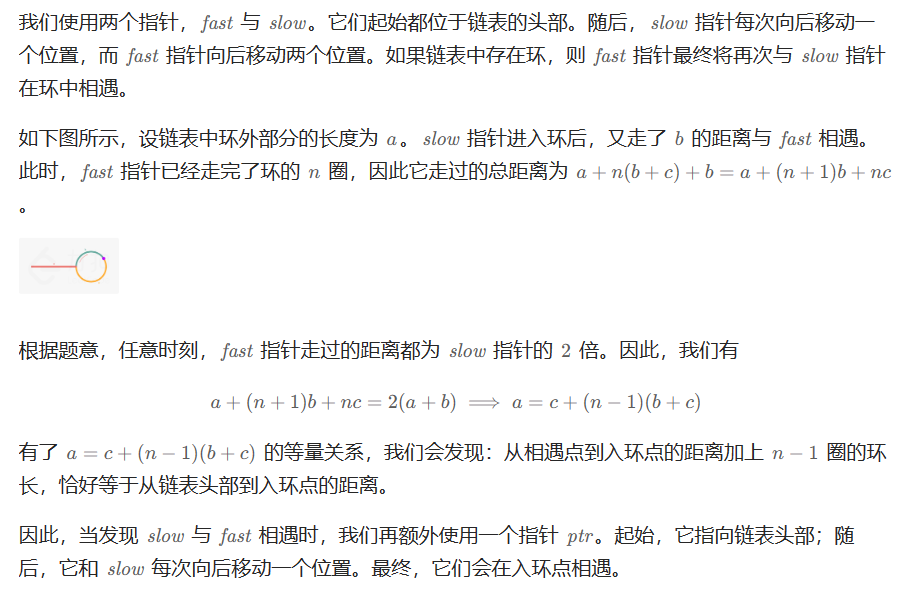 我们使用两个指针，fast 与 slow。它们起始都位于链表的头部。随后，slow 指针每次向后移动一
个位置，而 fast 指针向后移动两个位置。如果链表中存在环，则 fast 指针最终将再次与 slow 指针
在环中相遇。
如下图所示，设链表中环外部分的长度为 a。slow 指针进入环后，又走了 b 的距离与 fast 相遇。
此时，fast 指针已经走完了环的 n 圈，因此它走过的总距离为 a + n(b + c) + b = a + (n + 1)b + nc
。
根据题意，任意时刻，fast 指针走过的距离都为 slow 指针的 2 倍。因此，我们有
a + (n + 1)b + nc = 2(a + b) ⟹ a = c + (n − 1)(b + c)
有了 a = c + (n − 1)(b + c) 的等量关系，我们会发现：从相遇点到入环点的距离加上 n − 1 圈的环
长，恰好等于从链表头部到入环点的距离。
因此，当发现 slow 与 fast 相遇时，我们再额外使用一个指针 ptr。起始，它指向链表头部；随
后，它和 slow 每次向后移动一个位置。最终，它们会在入环点相遇。